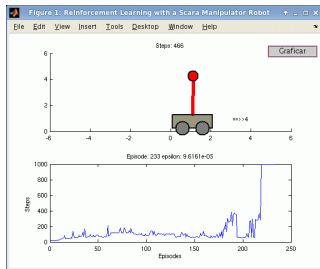 Figure 1: Reinforcement Learning with a Scara Manipulator Robot
File Edit View Insert Tools Desktop Window Help
Steps: 466
Graficar
6
4
2
0
-6 -4 -2 0 2 4 6
Episode: 233 epsilon: 9.6161e-05
1000
800
600
400
200
0
Steps
0 50 100 150 200 250
Episodes